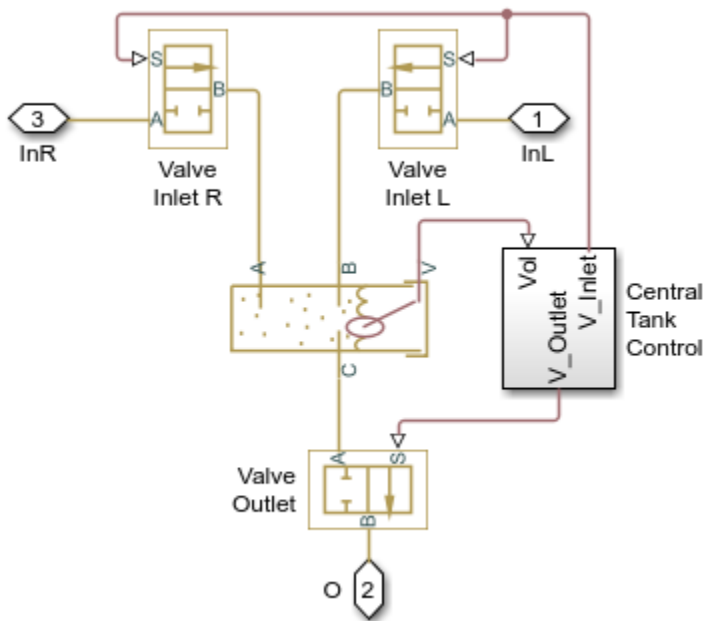 S
S
B
B
3
A
A
1
InR
InL
Valve
Inlet R
Valve
Inlet L
A
B
V
Vol
V_Outlet
V_Inlet
Central
Tank
Control
C
Valve
Outlet
A
S
B
O
2